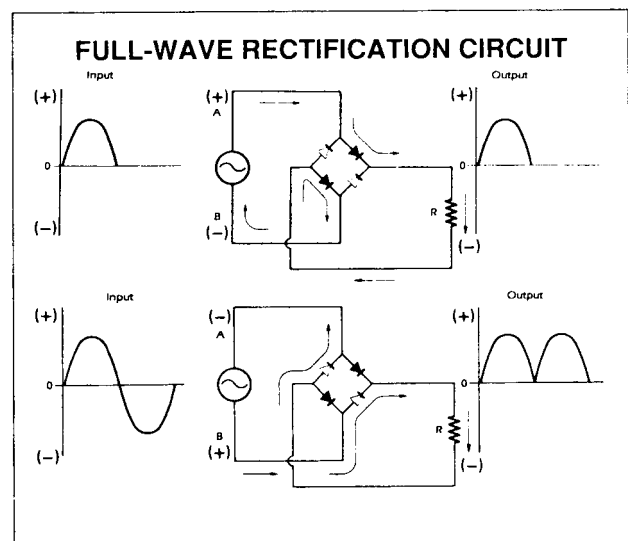 FULL-WAVE RECTIFICATION CIRCUIT
Input
Output
(+)
0
(−)
(+)
A
B
(−)
R
(−)
(+)
0
Input
Output
(+)
0
(−)
(−)
A
B
(+)
R
(−)
(+)
0